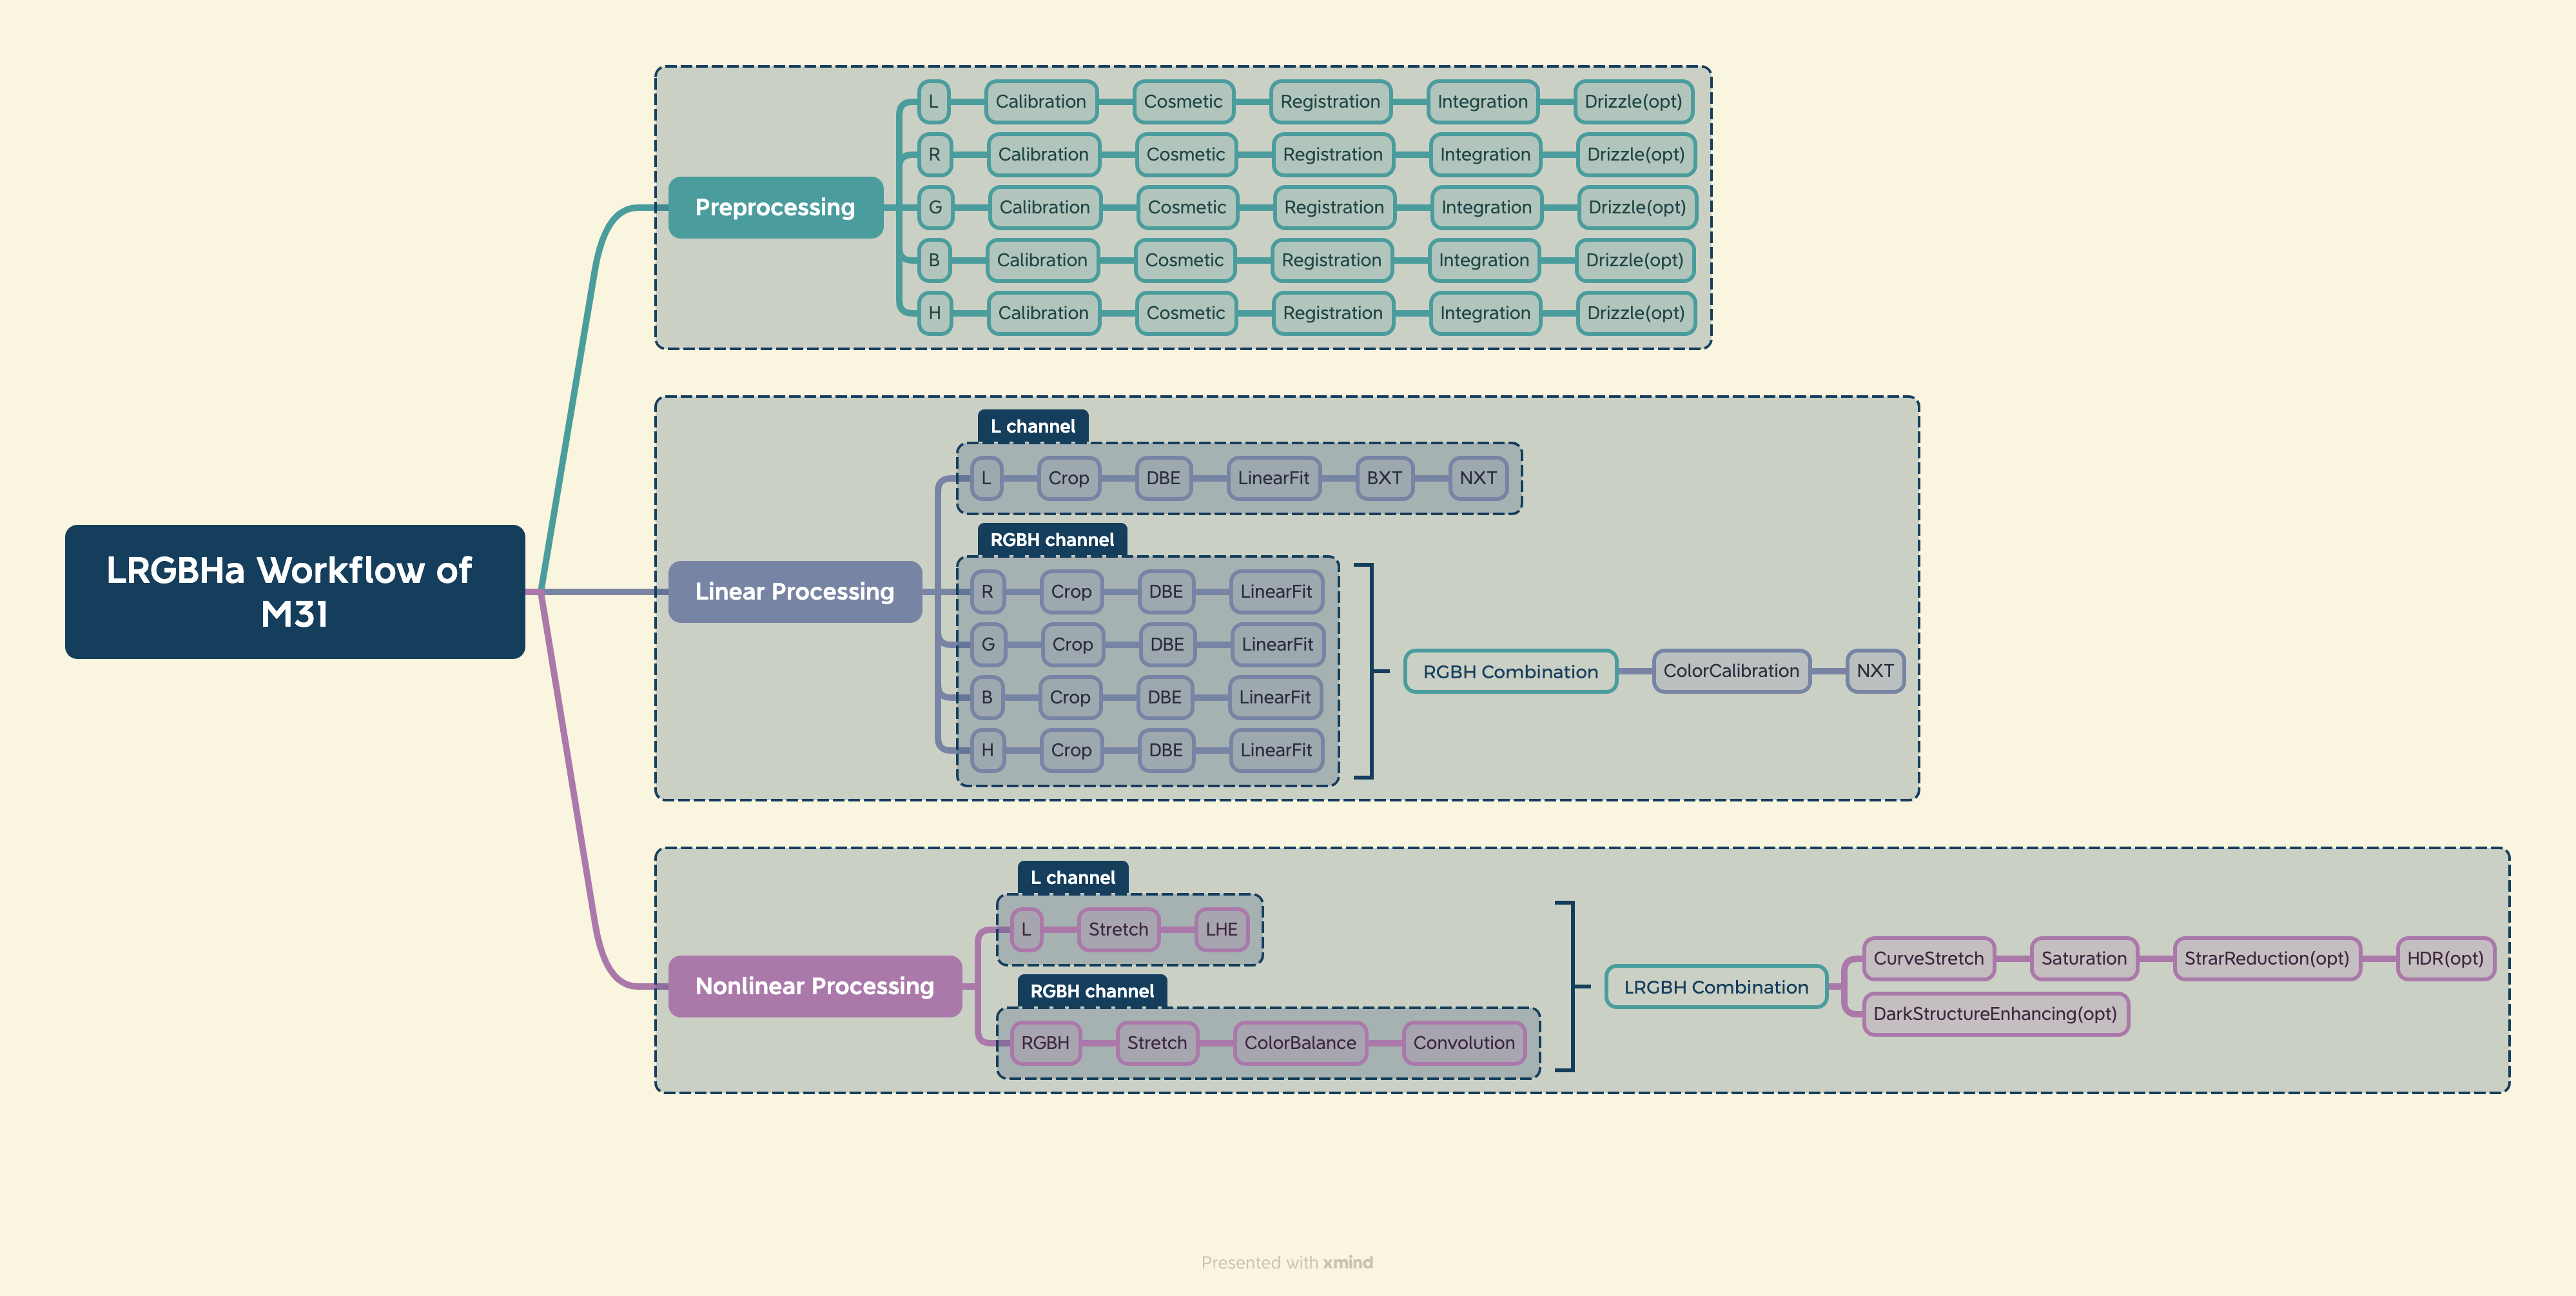 LRGBHa Workflow of
M31
Preprocessing
L Calibration Cosmetic Registration Integration Drizzle(opt)
R Calibration Cosmetic Registration Integration Drizzle(opt)
G Calibration Cosmetic Registration Integration Drizzle(opt)
B Calibration Cosmetic Registration Integration Drizzle(opt)
H Calibration Cosmetic Registration Integration Drizzle(opt)
Linear Processing
L channel
L Crop DBE LinearFit BXT NXT
RGBH channel
R Crop DBE LinearFit
G Crop DBE LinearFit
B Crop DBE LinearFit
H Crop DBE LinearFit
RGBH Combination ColorCalibration NXT
Nonlinear Processing
L channel
L Stretch LHE
RGBH channel
RGBH Stretch ColorBalance Convolution
LRGBH Combination
CurveStretch Saturation StrarReduction(opt) HDR(opt)
DarkStructureEnhancing(opt)
Presented with xmind